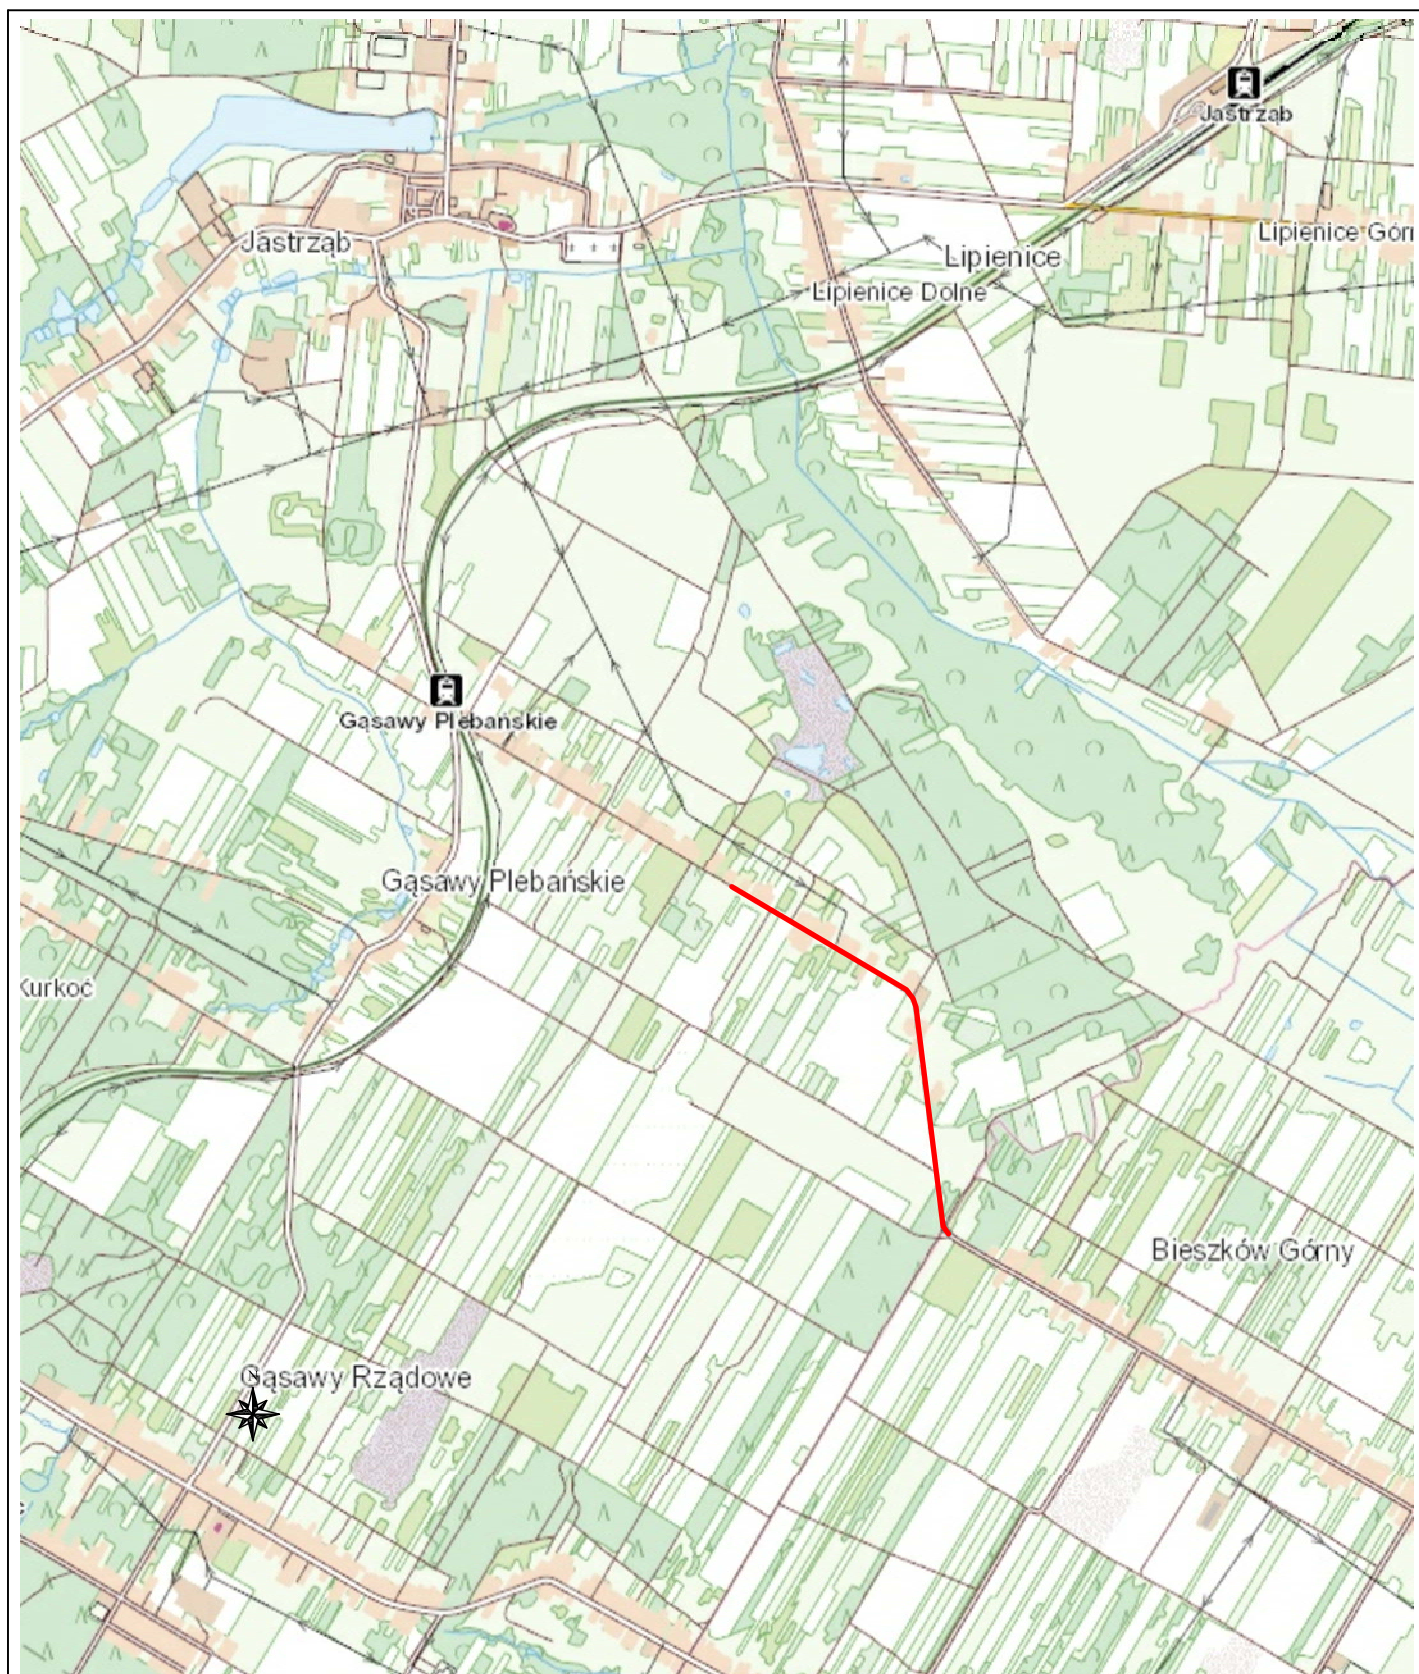 Jastrząb
Jastrząb
Lipienice Górn
Lipienice
Lipienice Dolne
Gąsawy Plebańskie
Gąsawy Plebańskie
Kurkoć
Bieszków Górny
Gąsawy Rządowe